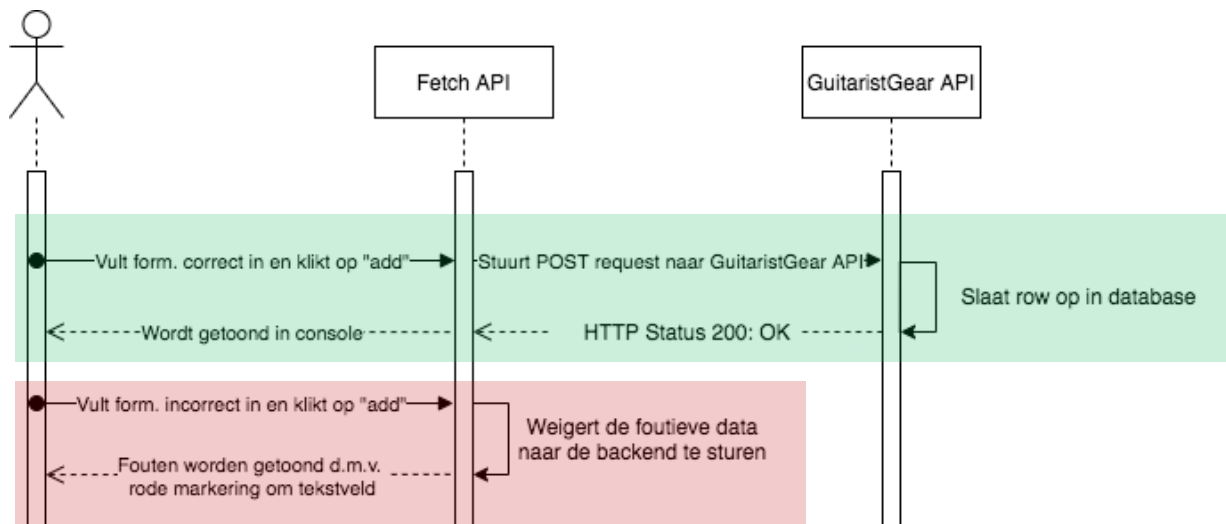 Fetch API
GuitaristGear API
Vult form. correct in en klikt op "add"
Stuurt POST request naar GuitaristGear API
Slaat row op in database
Wordt getoond in console
HTTP Status 200: OK
Vult form. incorrect in en klikt op "add"
Weigert de foutieve data
naar de backend te sturen
Fouten worden getoond d.m.v.
rode markering om tekstveld